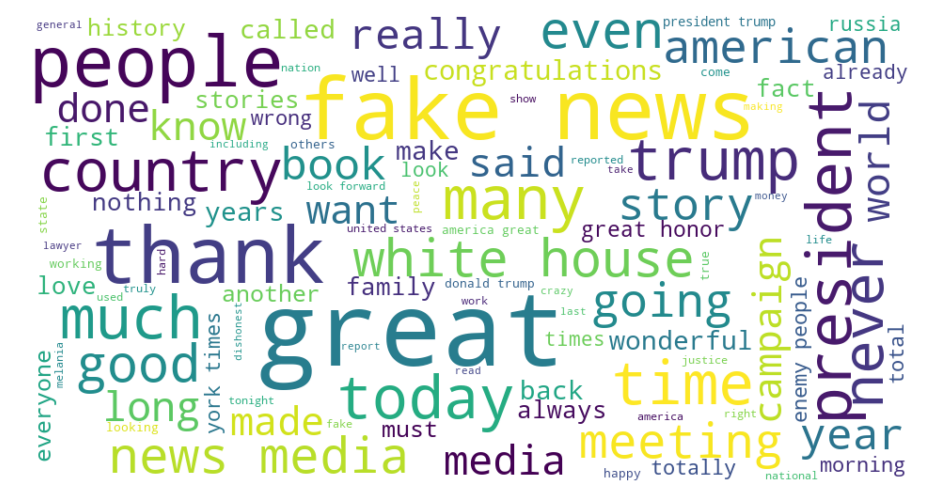 general
history
called
really
even
president trump
american
russia
people
nation
well
congratulations
come
fact
already
done
stories
know
wrong
fake news
show
making
first
including
others
make
look
said
reported
take
trump
president
world
country
book
look forward
peace
many
want
story
money
nothing
years
state
united states
america great
great honor
thank
lawyer
working
hard
white house
true
life
love
used
truly
another
family
donald trump
work
crazy
last
going
campaign
enemy people
never
much
great
dishonest
report
times
wonderful
total
good
york times
melania
everyone
read
justice
time
today
back
tonight
long
looking
made
fake
must
always
america
right
meeting
year
news media
media
happy
totally
national
morning